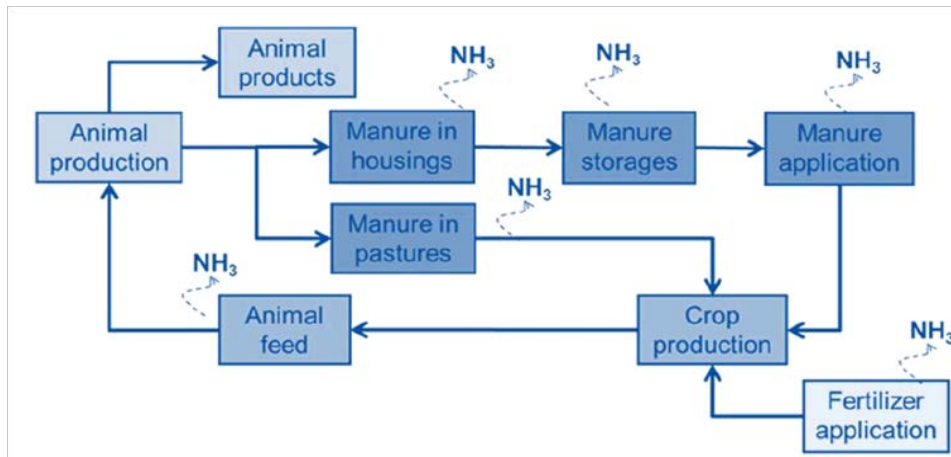 Animal
products
NH₃
NH₃
NH₃
Animal
production
Manure in
housings
Manure
storages
Manure
application
NH₃
Manure in
pastures
NH₃
Animal
feed
Crop
production
NH₃
Fertilizer
application